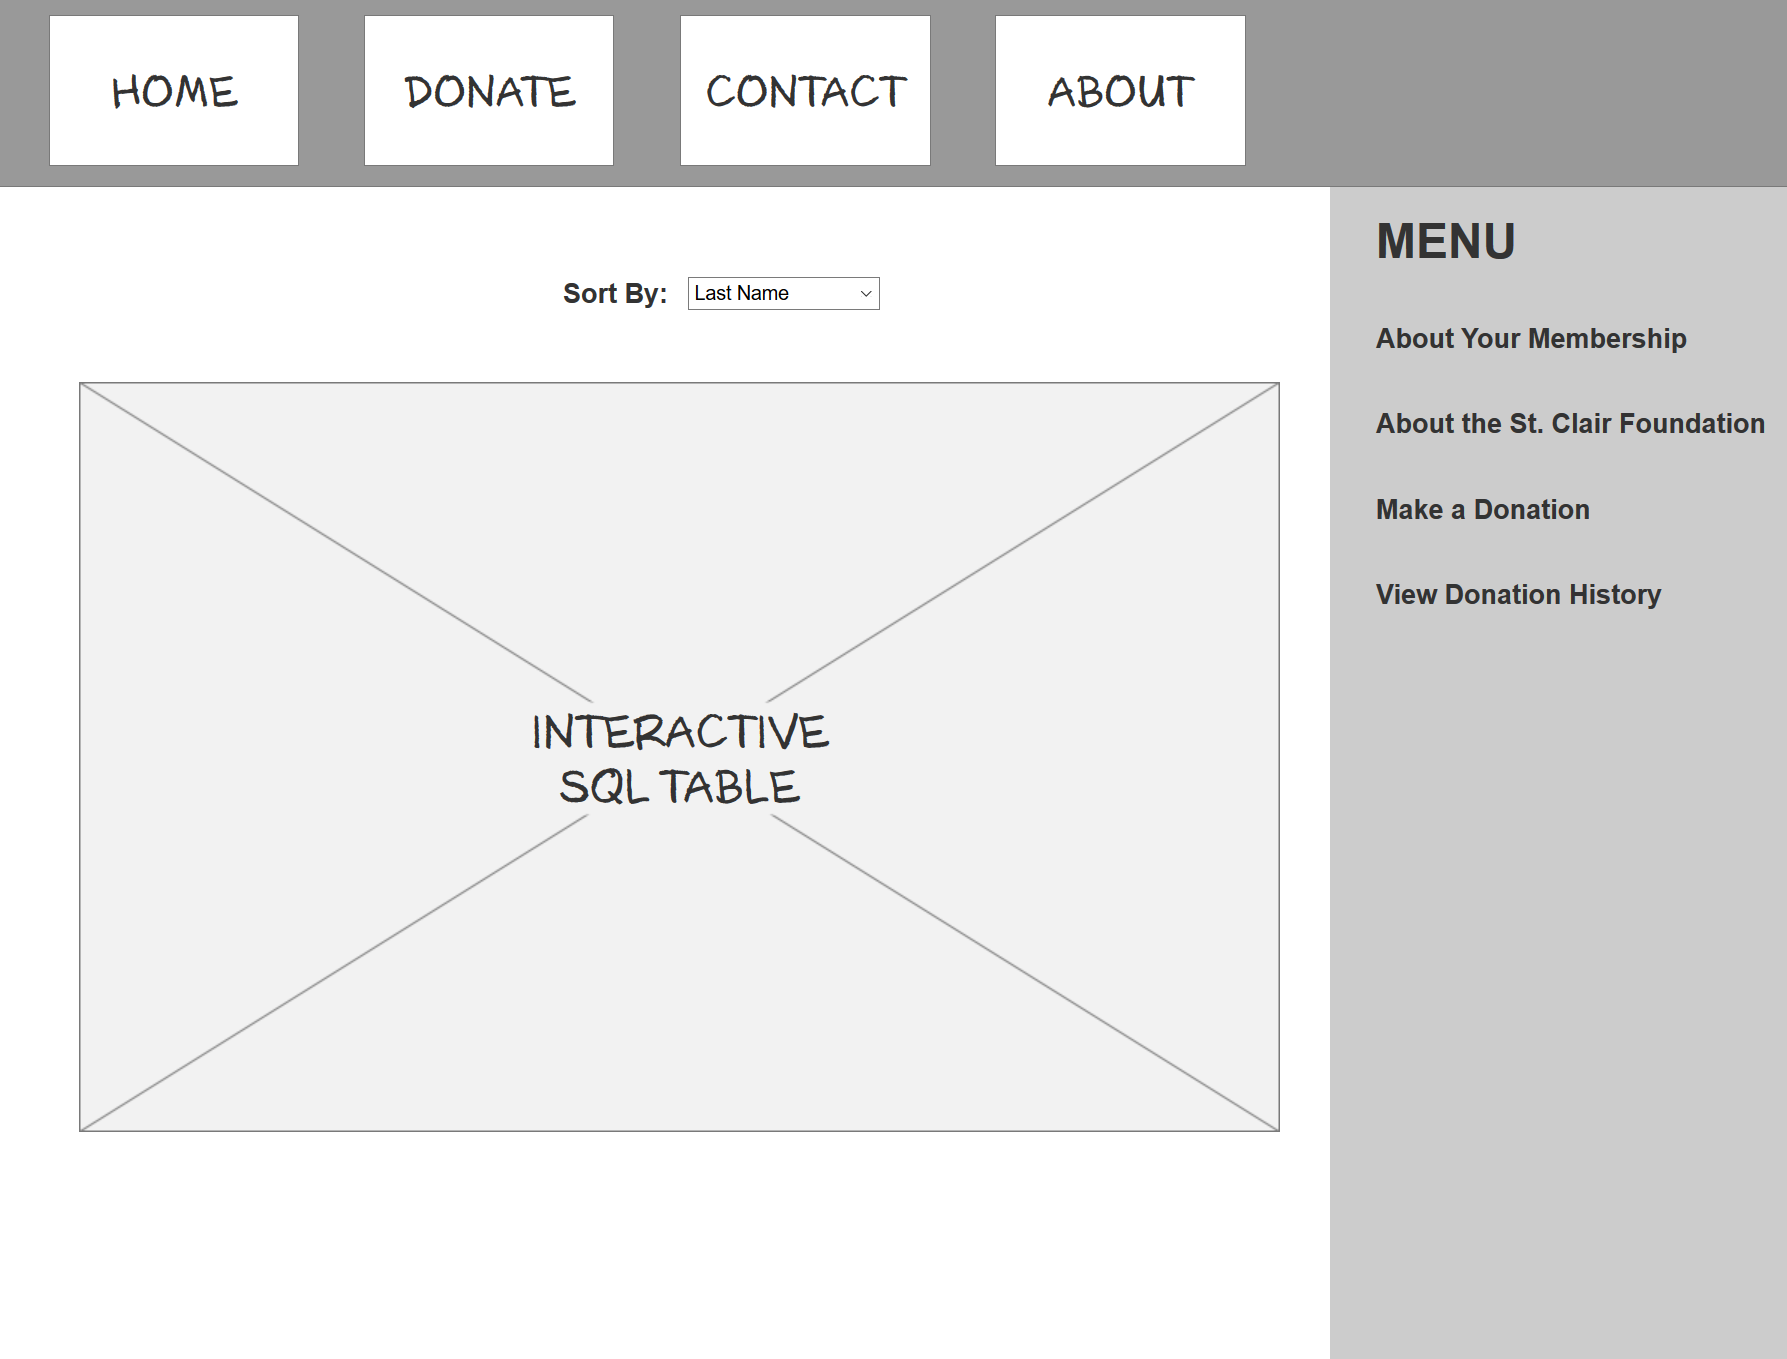 HOME
DONATE
CONTACT
ABOUT
MENU
Sort By:
Last Name
About Your Membership
About the St. Clair Foundation
Make a Donation
View Donation History
INTERACTIVE
SQL TABLE